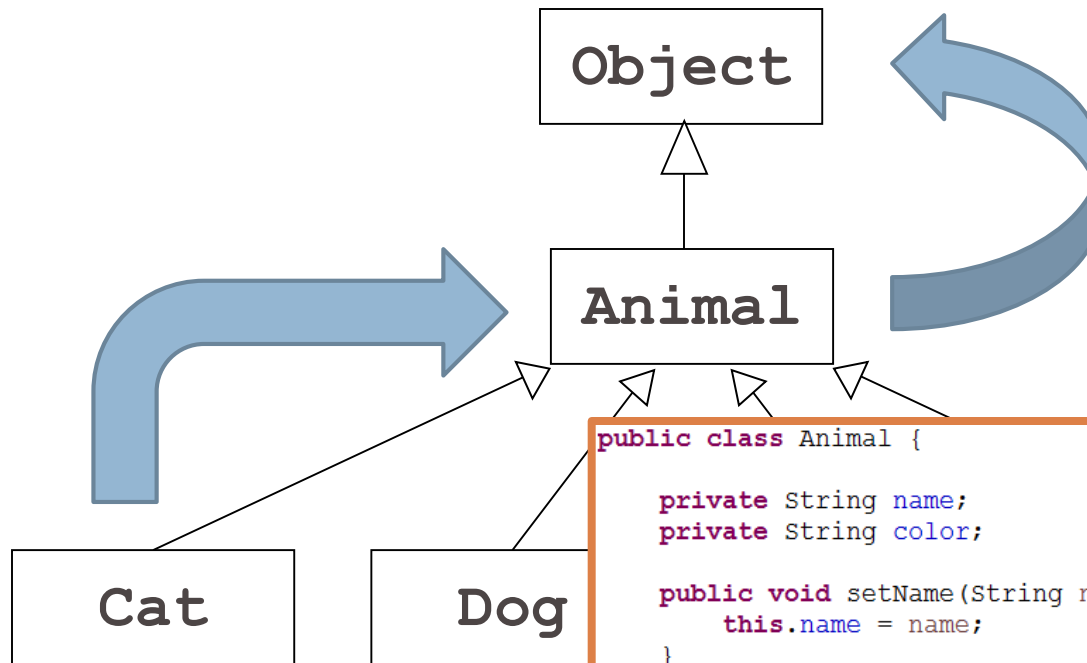 Object
Animal
Cat
Dog
public class Animal {
private String name;
private String color;
public void setName(String
this.name = name;
}